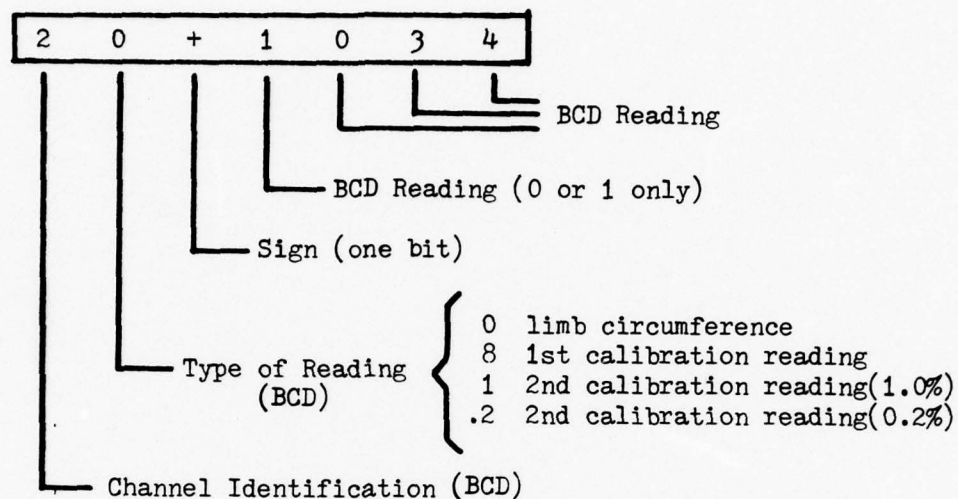 2 0 + 1 0 3 4
BCD Reading
BCD Reading (0 or 1 only)
Sign (one bit)
Type of Reading
(BCD)
0 limb circumference
8 1st calibration reading
1 2nd calibration reading(1.0%)
.2 2nd calibration reading(0.2%)
Channel Identification (BCD)